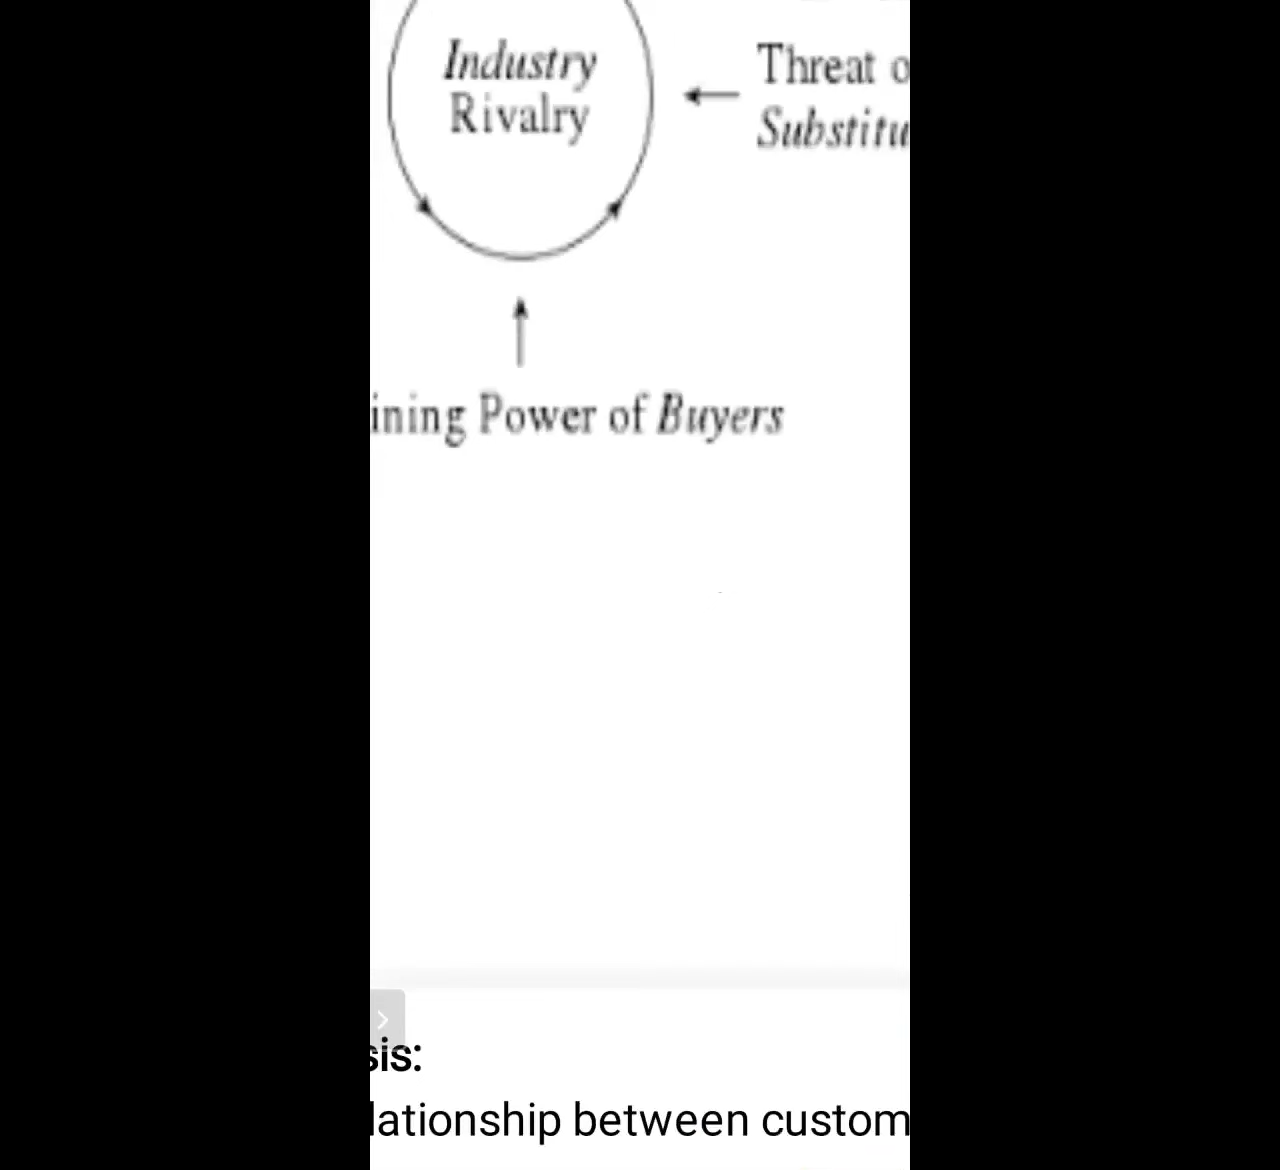 Industry
Rivalry
Threat o
Substitu
ining Power of Buyers
sis:
lationship between custom